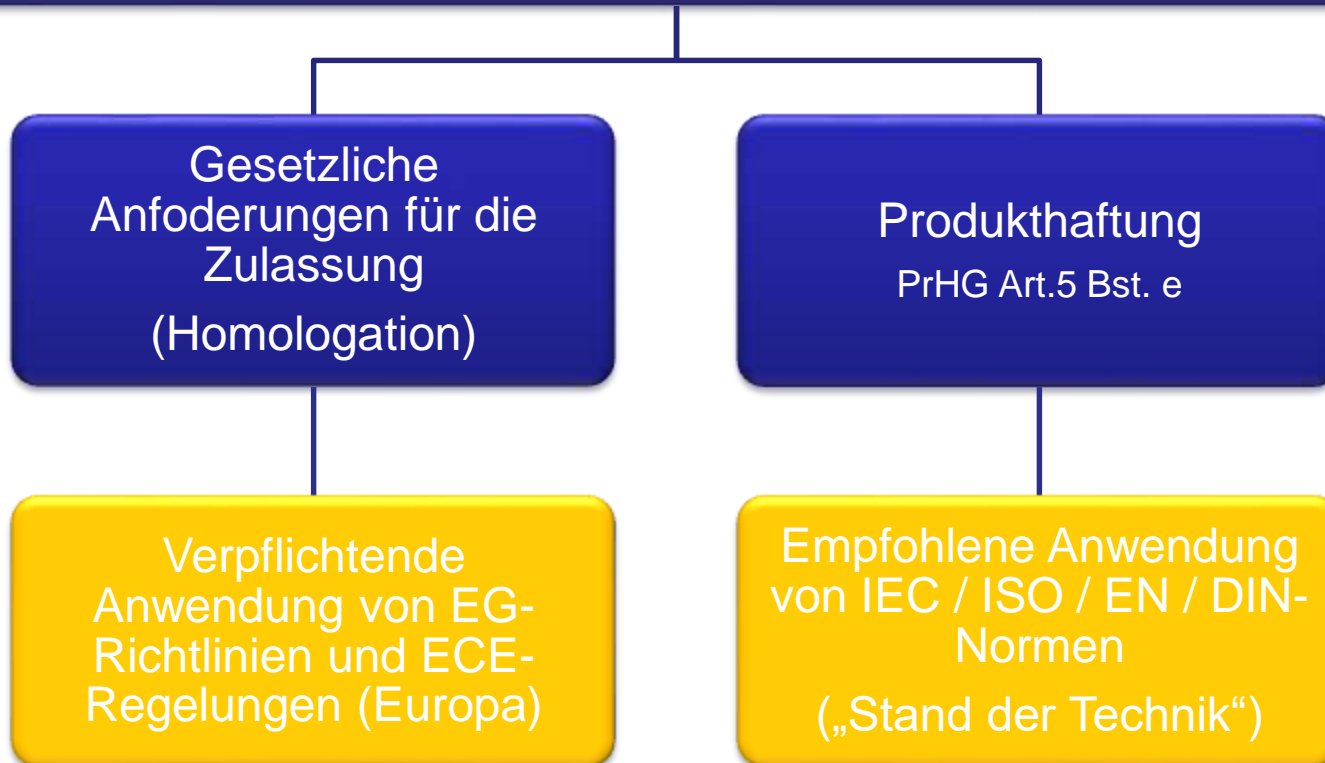 Gesetzliche
Anfoderungen für die
Zulassung
(Homologation)
Produkthaftung
PrHG Art.5 Bst. e
Verpflichtende
Anwendung von EG-
Richtlinien und ECE-
Regelungen (Europa)
Empfohlene Anwendung
von IEC / ISO / EN / DIN-
Normen
(„Stand der Technik“)